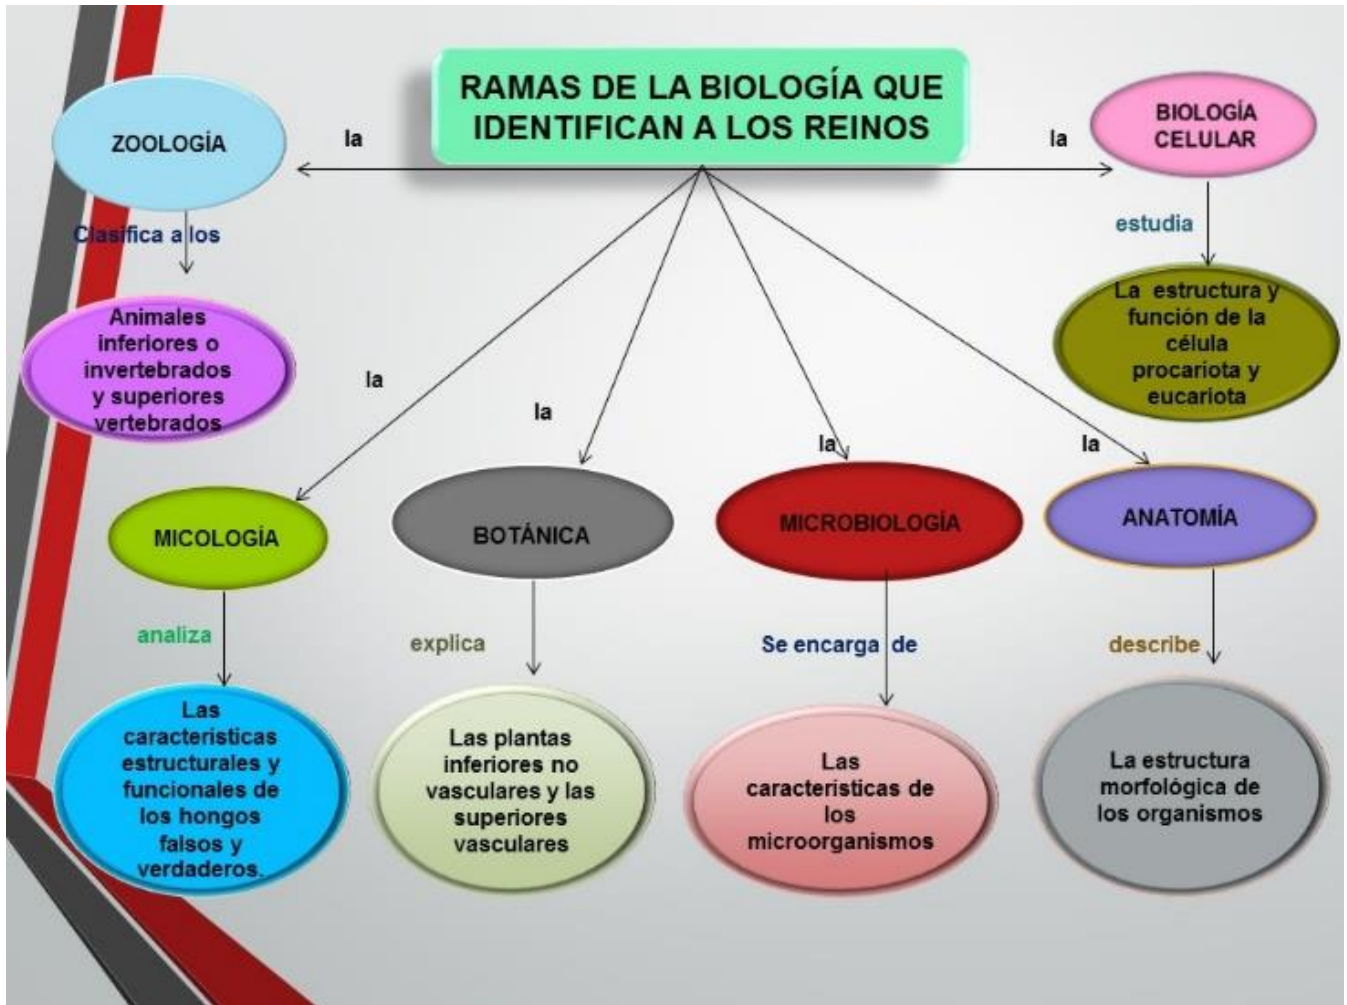 RAMAS DE LA BIOLOGÍA QUE
IDENTIFICAN A LOS REINOS
ZOOLOGÍA
la
la
BIOLOGÍA
CELULAR
Clasifica a los
estudia
Animales
inferiores o
invertebrados
y superiores
vertebrados
La estructura y
función de la
célula
procariota y
eucariota
la
la
la
la
MICOLOGÍA
BOTÁNICA
MICROBIOLOGÍA
ANATOMÍA
analiza
explica
Se encarga de
describe
Las
características
estructurales y
funcionales de
los hongos
falsos y
verdaderos.
Las plantas
inferiores no
vasculares y las
superiores
vasculares
Las
características de
los
microorganismos
La estructura
morfológica de
los organismos